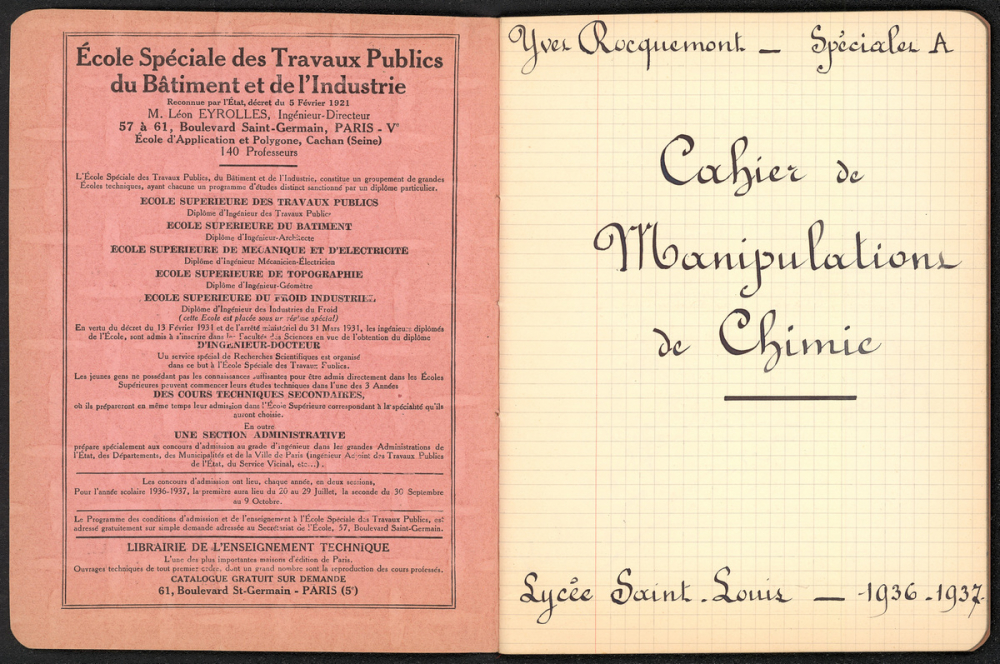 École Spéciale des Travaux Publics
du Bâtiment et de l'Industrie
Reconnue par l'État, décret du 5 Février 1921
M. Léon EYROLLES, Ingénieur-Directeur
57 à 61, Boulevard Saint-Germain, PARIS - Vᵉ
École d'Application et Polygone, Cachan (Seine)
140 Professeurs
L'École Spéciale des Travaux Publics, du Bâtiment et de l'Industrie, constitue un groupement de grandes
Écoles techniques, ayant chacune un programme d'études distinct sanctionné par un diplôme particulier.
ECOLE SUPERIEURE DES TRAVAUX PUBLICS
Diplôme d'Ingénieur des Travaux Publics
ECOLE SUPERIEURE DU BATIMENT
Diplôme d'Ingénieur-Architecte
ECOLE SUPERIEURE DE MECANIQUE ET D'ELECTRICITE
Diplôme d'Ingénieur Mécanicien-Électricien
ECOLE SUPERIEURE DE TOPOGRAPHIE
Diplôme d'Ingénieur-Géomètre
ECOLE SUPERIEURE DU FROID INDUSTRIEL
Diplôme d'Ingénieur des Industries du Froid
(cette École est placée sous un régime spécial)
En vertu du décret du 13 Février 1931 et de l'arrêté ministériel du 31 Mars 1931, les ingénieurs diplômés
de l'École, sont admis à s'inscrire dans les Facultés des Sciences en vue de l'obtention du diplôme
D'INGENIEUR-DOCTEUR
Un service spécial de Recherches Scientifiques est organisé
dans ce but à l'École Spéciale des Travaux Publics.
Les jeunes gens ne possédant pas les connaissances suffisantes pour être admis directement dans les Écoles
Supérieures peuvent commencer leurs études techniques dans l'une des 3 Années
DES COURS TECHNIQUES SECONDAIRES,
où ils prépareront en même temps leur admission dans l'École Supérieure correspondant à la spécialité qu'ils
auront choisie.
En outre
UNE SECTION ADMINISTRATIVE
prépare spécialement aux concours d'admission au grade d'ingénieur dans les grandes Administrations de
l'État, des Départements, des Municipalités et de la Ville de Paris (ingénieur Adjoint des Travaux Publics
de l'État, du Service Vicinal, etc...).
Les concours d'admission ont lieu, chaque année, en deux sessions,
Pour l'année scolaire 1936-1937, la première aura lieu du 20 au 29 Juillet, la seconde du 30 Septembre
au 9 Octobre.
Le Programme des conditions d'admission et de l'enseignement à l'École Spéciale des Travaux Publics, est
adressé gratuitement sur simple demande adressée au Secrétariat de l'École, 57, Boulevard Saint-Germain.
LIBRAIRIE DE L'ENSEIGNEMENT TECHNIQUE
L'une des plus importantes maisons d'édition de Paris.
Ouvrages techniques de tout premier ordre, dont un grand nombre sont la reproduction des cours professés.
CATALOGUE GRATUIT SUR DEMANDE
61, Boulevard St-Germain - PARIS (5ᵉ)
Yves Rocquemont — Spéciales A
Cahier de
Manipulations
de Chimie
Lycée Saint-Louis — 1936-1937